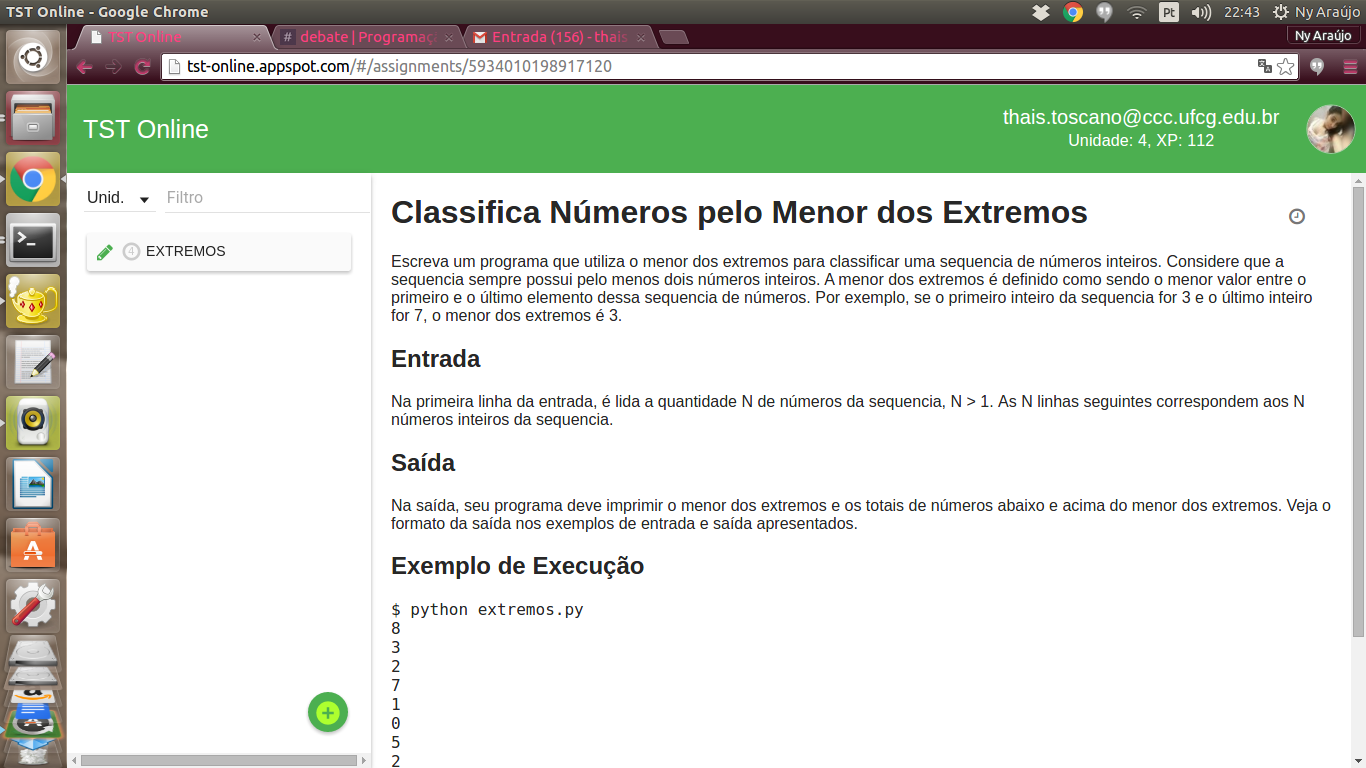 TST Online - Google Chrome
Pt
22:43
Ny Araújo
TST Online
debate | Programaç
Entrada (156) - thais
Ny Araújo
tst-online.appspot.com/#/assignments/5934010198917120
TST Online
thais.toscano@ccc.ufcg.edu.br
Unidade: 4, XP: 112
Unid.
Filtro
4 EXTREMOS
Classifica Números pelo Menor dos Extremos
Escreva um programa que utiliza o menor dos extremos para classificar uma sequencia de números inteiros. Considere que a
sequencia sempre possui pelo menos dois números inteiros. A menor dos extremos é definido como sendo o menor valor entre o
primeiro e o último elemento dessa sequencia de números. Por exemplo, se o primeiro inteiro da sequencia for 3 e o último inteiro
for 7, o menor dos extremos é 3.
Entrada
Na primeira linha da entrada, é lida a quantidade N de números da sequencia, N > 1. As N linhas seguintes correspondem aos N
números inteiros da sequencia.
Saída
Na saída, seu programa deve imprimir o menor dos extremos e os totais de números abaixo e acima do menor dos extremos. Veja o
formato da saída nos exemplos de entrada e saída apresentados.
Exemplo de Execução
$ python extremos.py
8
3
2
7
1
0
5
2